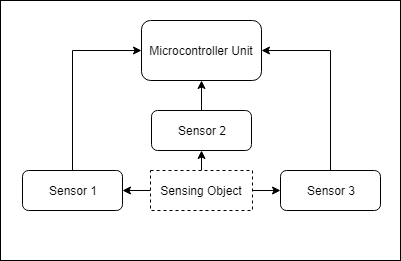 Microcontroller Unit
Sensor 2
Sensor 1
Sensing Object
Sensor 3